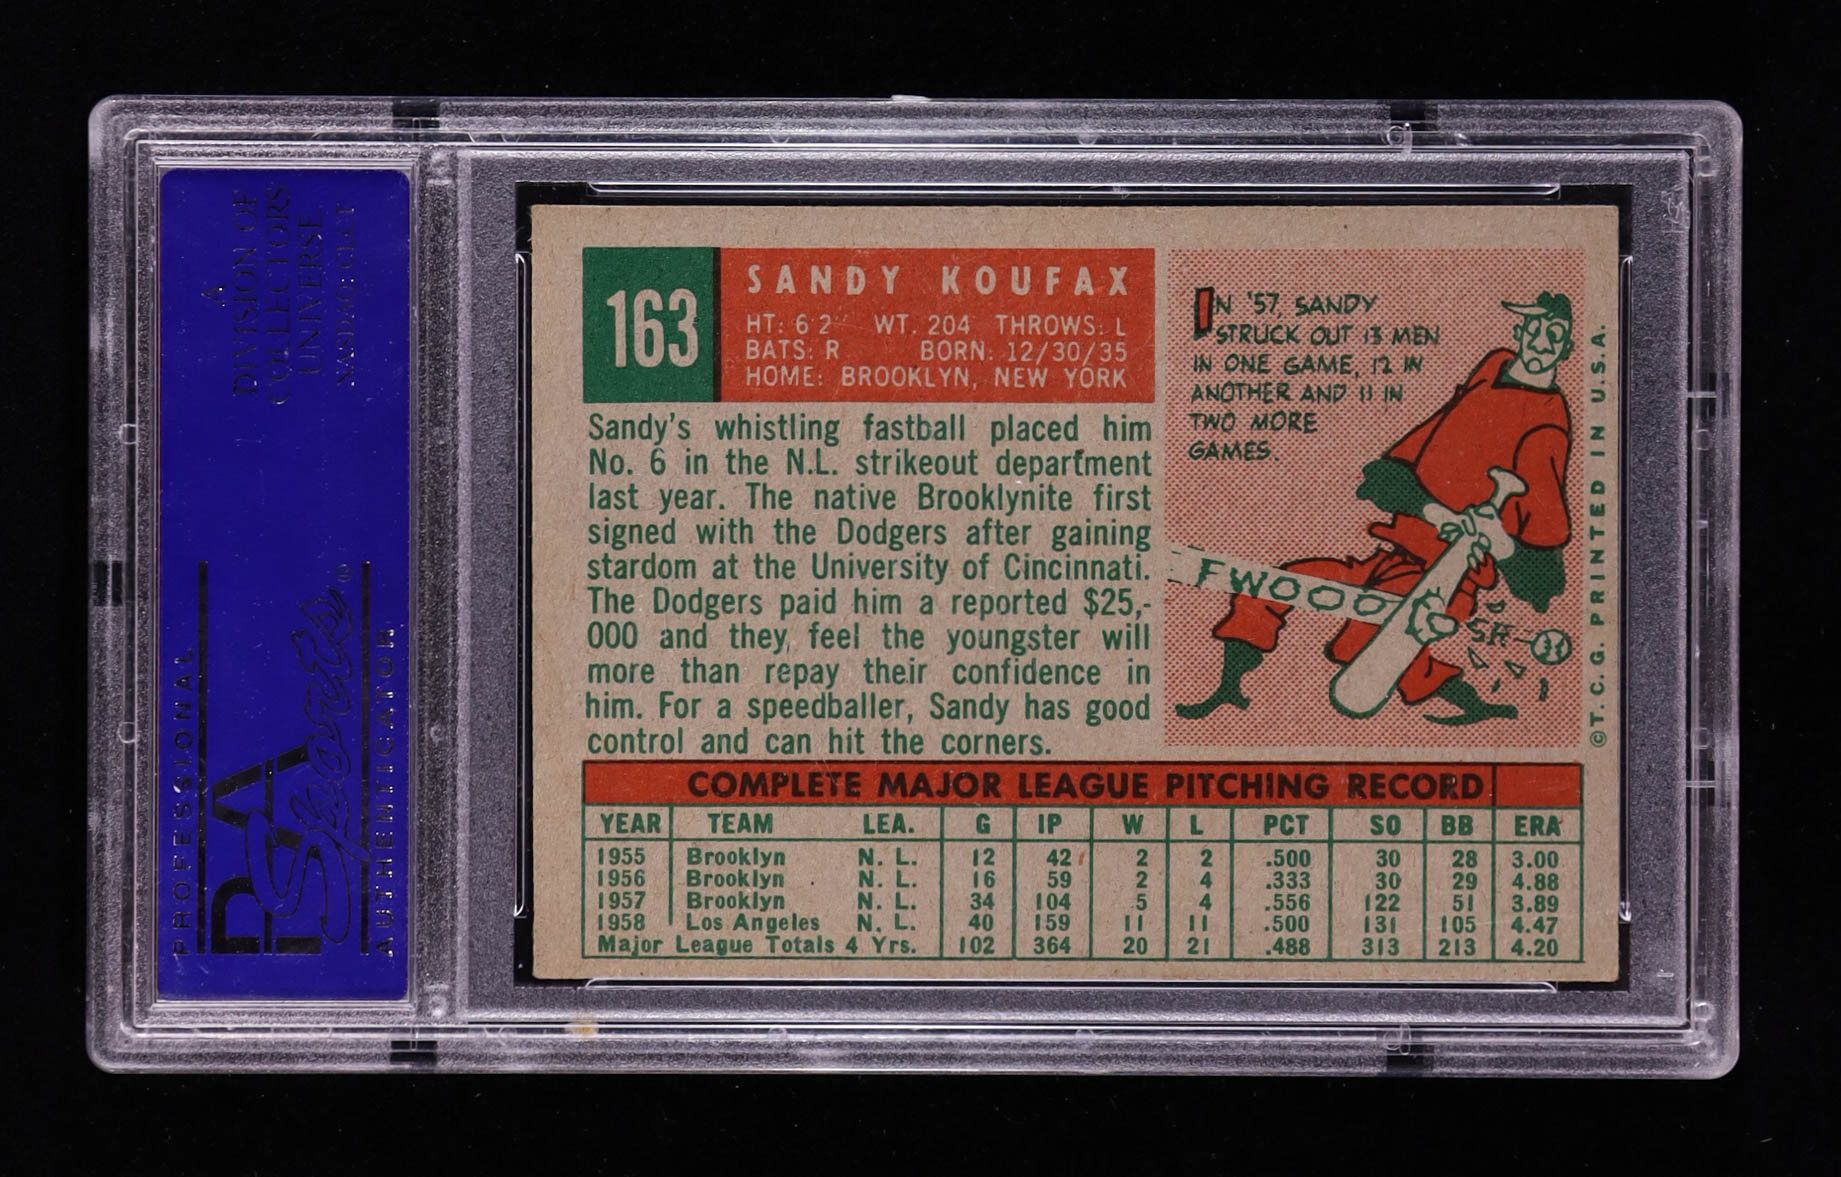 A
DIVISION OF
COLLECTORS
UNIVERSE
NASDAQ: CLCT
PROFESSIONAL
PSA
Sports
AUTHENTICATOR
163
SANDY KOUFAX
HT: 6'2" WT. 204 THROWS: L
BATS: R BORN: 12/30/35
HOME: BROOKLYN, NEW YORK
Sandy's whistling fastball placed him
No. 6 in the N.L. strikeout department
last year. The native Brooklynite first
signed with the Dodgers after gaining
stardom at the University of Cincinnati.
The Dodgers paid him a reported $25,-
000 and they feel the youngster will
more than repay their confidence in
him. For a speedballer, Sandy has good
control and can hit the corners.
IN '57, SANDY
STRUCK OUT 13 MEN
IN ONE GAME, 12 IN
ANOTHER AND 11 IN
TWO MORE
GAMES.
FWOOO
SH-
©T.C.G. PRINTED IN U.S.A.
COMPLETE MAJOR LEAGUE PITCHING RECORD
YEAR TEAM LEA. G IP W L PCT SO BB ERA
1955 Brooklyn N. L. 12 42 2 2 .500 30 28 3.00
1956 Brooklyn N. L. 16 59 2 4 .333 30 29 4.88
1957 Brooklyn N. L. 34 104 5 4 .556 122 51 3.89
1958 Los Angeles N. L. 40 159 11 11 .500 131 105 4.47
Major League Totals 4 Yrs. 102 364 20 21 .488 313 213 4.20